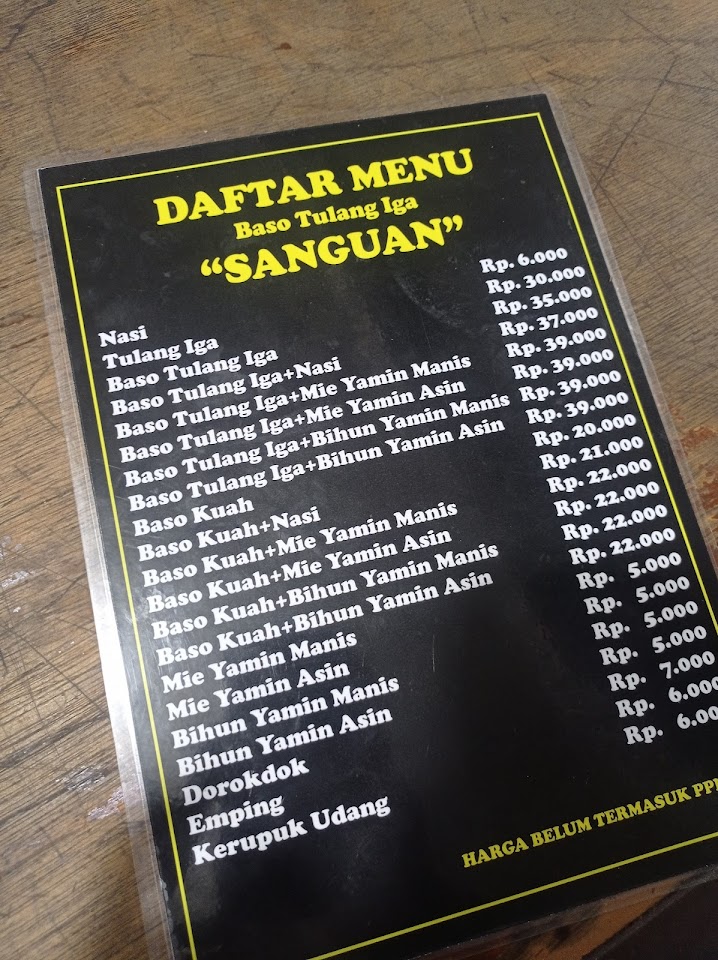 DAFTAR MENU
Baso Tulang Iga
“SANGUAN”
Nasi Rp. 6.000
Tulang Iga Rp. 30.000
Baso Tulang Iga Rp. 35.000
Baso Tulang Iga+Nasi Rp. 37.000
Baso Tulang Iga+Mie Yamin Manis Rp. 39.000
Baso Tulang Iga+Mie Yamin Asin Rp. 39.000
Baso Tulang Iga+Bihun Yamin Manis Rp. 39.000
Baso Tulang Iga+Bihun Yamin Asin Rp. 39.000
Baso Kuah Rp. 20.000
Baso Kuah+Nasi Rp. 21.000
Baso Kuah+Mie Yamin Manis Rp. 22.000
Baso Kuah+Mie Yamin Asin Rp. 22.000
Baso Kuah+Bihun Yamin Manis Rp. 22.000
Baso Kuah+Bihun Yamin Asin Rp. 22.000
Mie Yamin Manis Rp. 5.000
Mie Yamin Asin Rp. 5.000
Bihun Yamin Manis Rp. 5.000
Bihun Yamin Asin Rp. 5.000
Dorokdok Rp. 7.000
Emping Rp. 6.000
Kerupuk Udang Rp.
HARGA BELUM TERMASUK